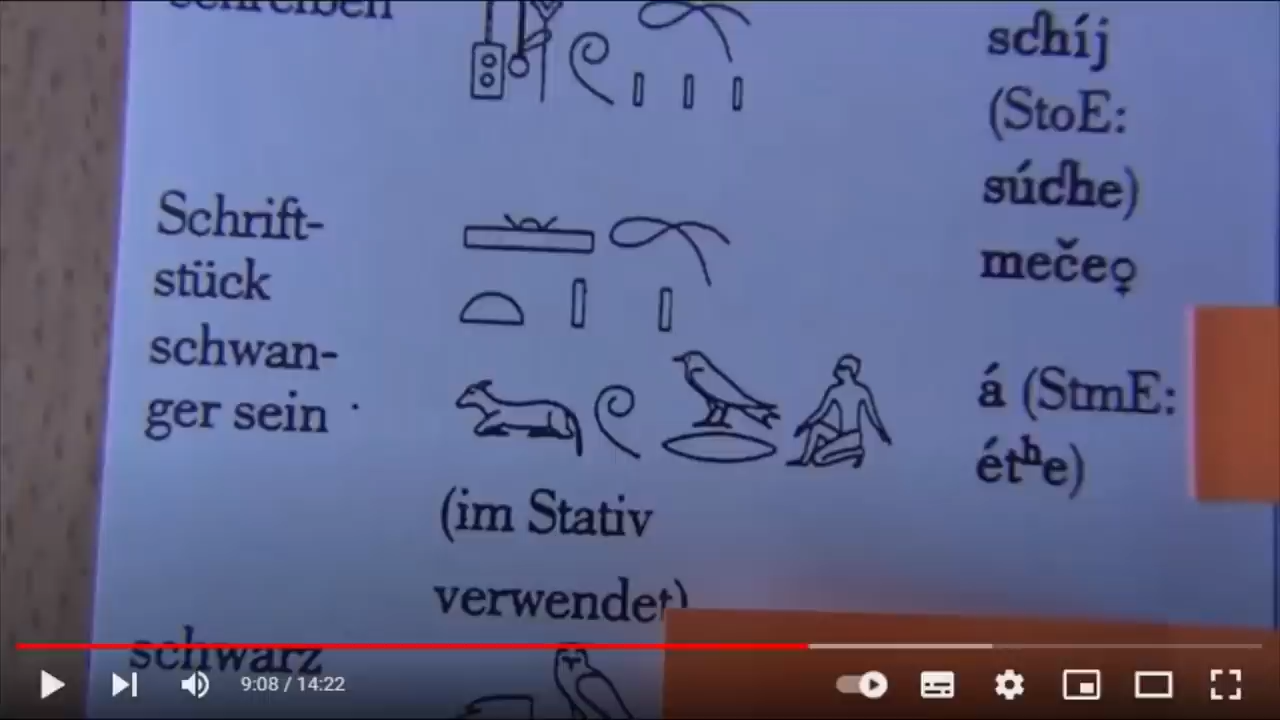 schreiben
schíj
(StoE:
súche)
Schrift-
stück
mečeọ
schwan-
ger sein
á (StmE:
étʰe)
(im Stativ
verwendet)
schwarz
9:08 / 14:22